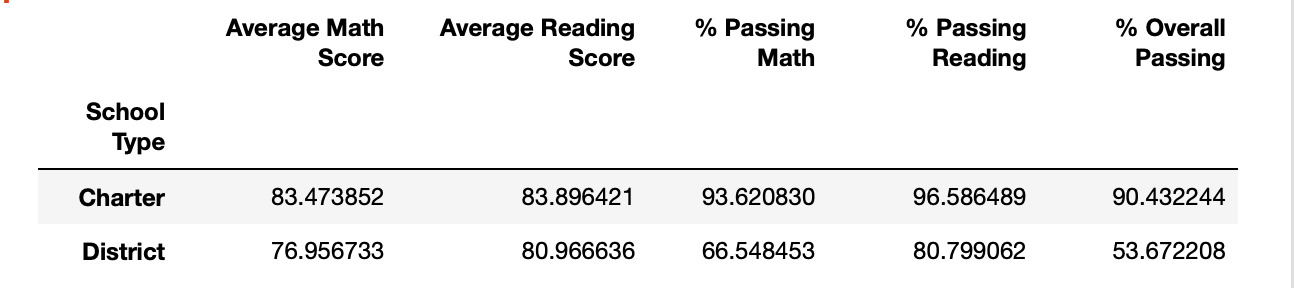 Average Math Average Reading % Passing % Passing % Overall
Score Score Math Reading Passing
School
Type
Charter 83.473852 83.896421 93.620830 96.586489 90.432244
District 76.956733 80.966636 66.548453 80.799062 53.672208